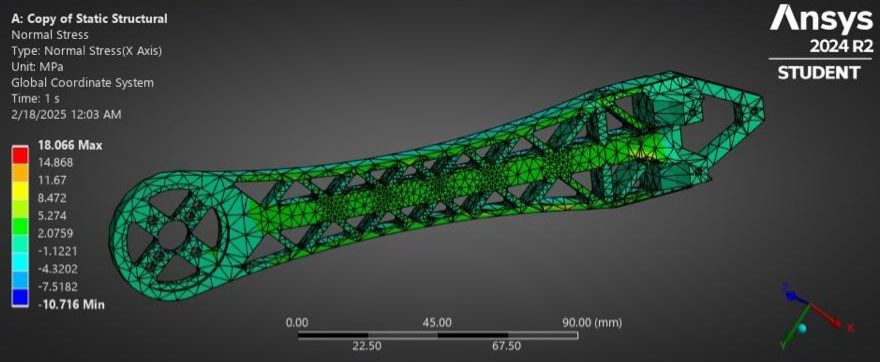 A: Copy of Static Structural
Normal Stress
Type: Normal Stress(X Axis)
Unit: MPa
Global Coordinate System
Time: 1 s
2/18/2025 12:03 AM
Ansys
2024 R2
STUDENT
18.066 Max
14.868
11.67
8.472
5.274
2.0759
-1.1221
-4.3202
-7.5182
-10.716 Min
0.00 45.00 90.00 (mm)
22.50 67.50
Z
X
Y